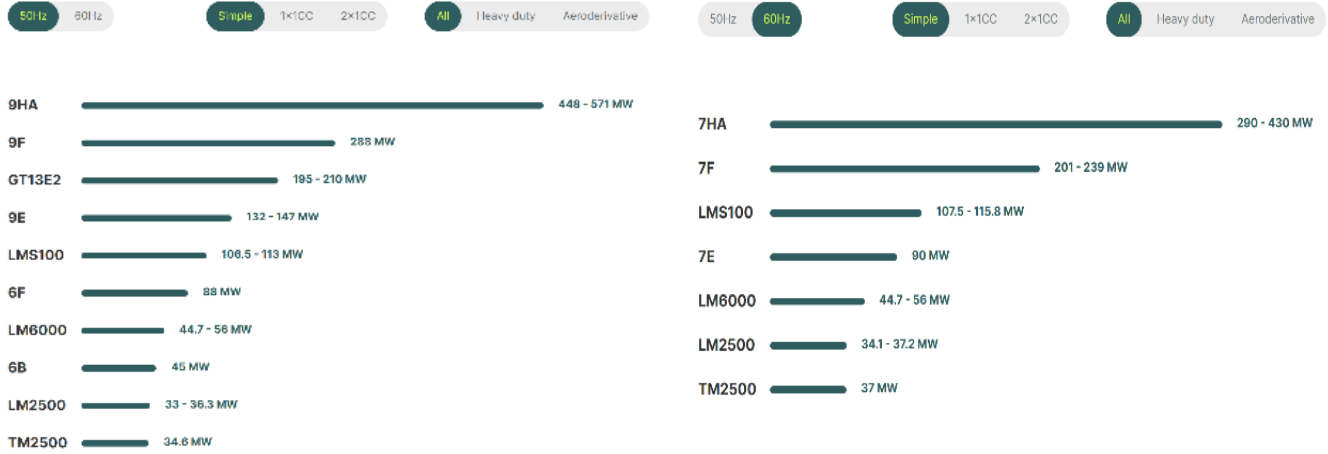 50Hz 60Hz Simple 1×1CC 2×1CC All Heavy duty Aeroderivative
9HA 448 - 571 MW
9F 288 MW
GT13E2 195 - 210 MW
9E 132 - 147 MW
LMS100 106.5 - 113 MW
6F 88 MW
LM6000 44.7 - 56 MW
6B 45 MW
LM2500 33 - 36.3 MW
TM2500 34.6 MW
50Hz 60Hz Simple 1×1CC 2×1CC All Heavy duty Aeroderivative
7HA 290 - 430 MW
7F 201 - 239 MW
LMS100 107.5 - 115.8 MW
7E 90 MW
LM6000 44.7 - 56 MW
LM2500 34.1 - 37.2 MW
TM2500 37 MW